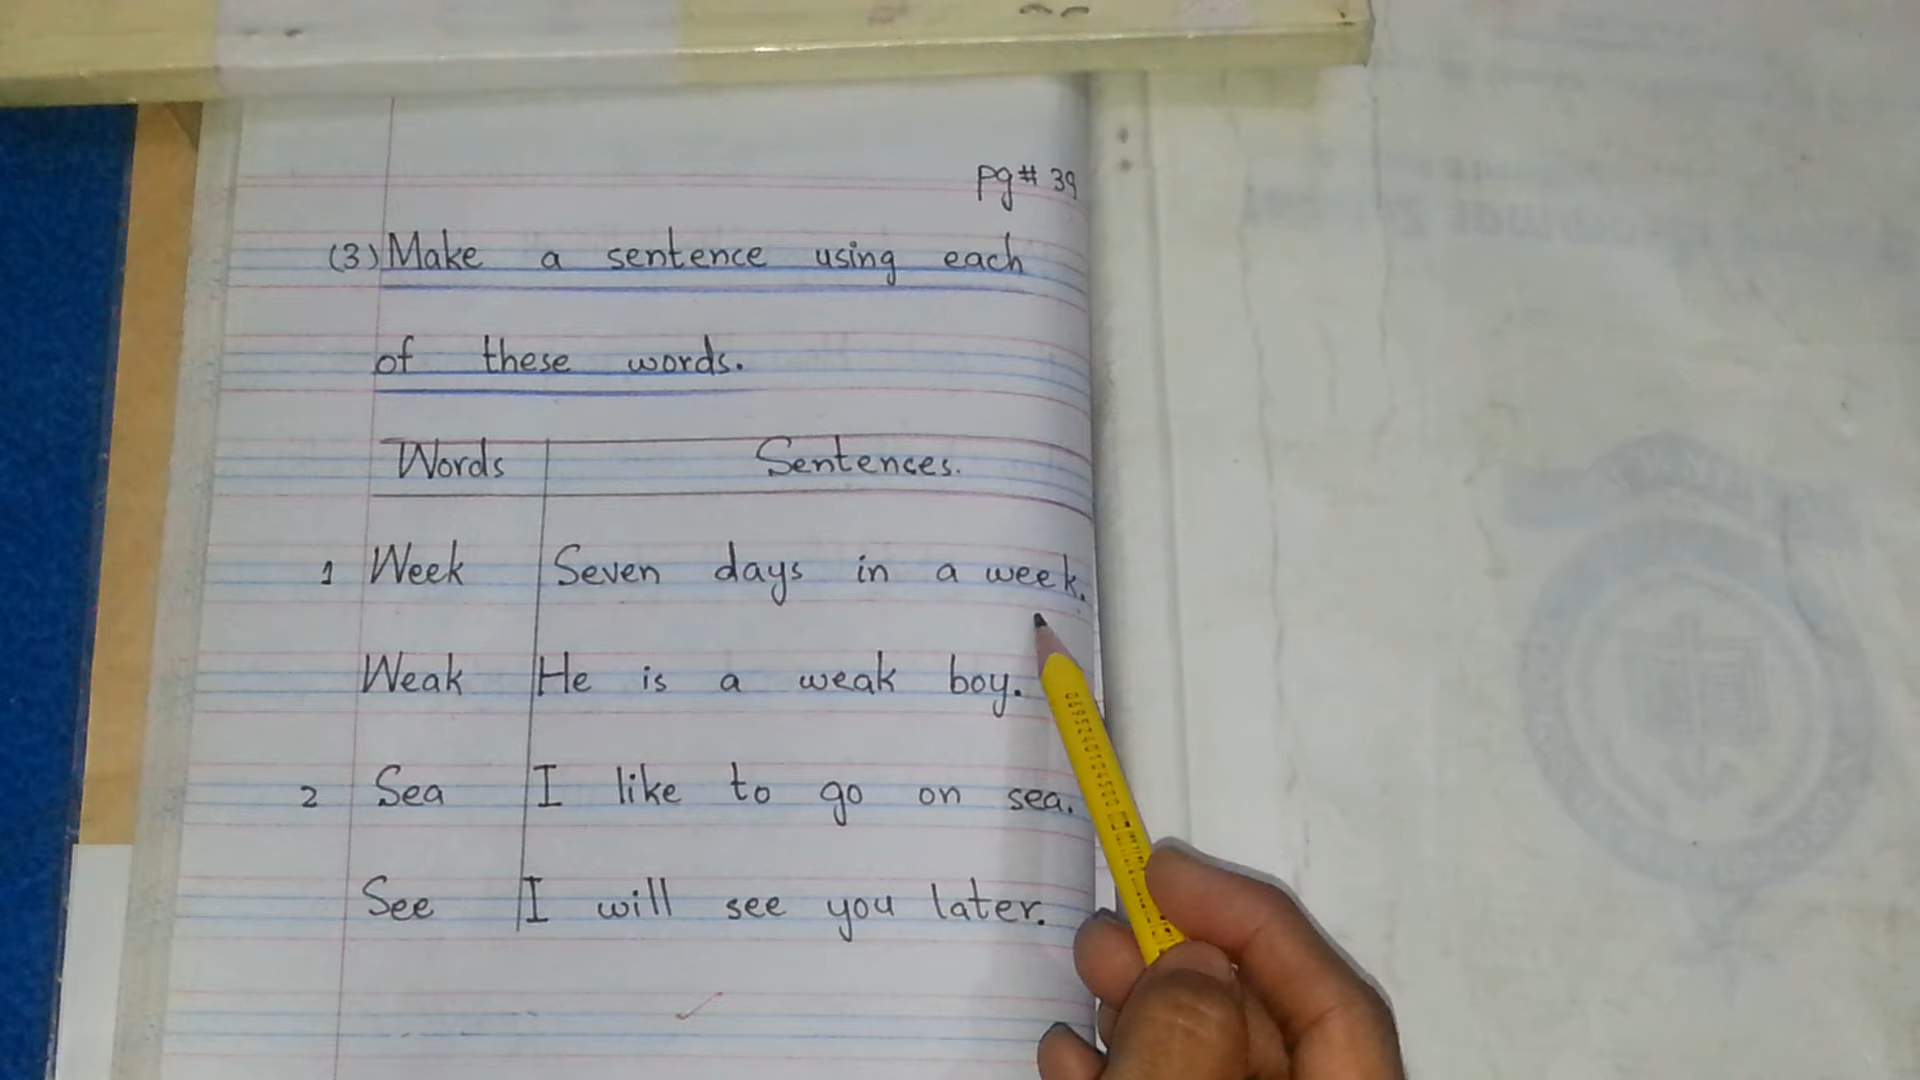 pg# 39
(3) Make a sentence using each
of these words.
Words Sentences.
1 Week Seven days in a week.
Weak He is a weak boy.
2 Sea I like to go on sea.
See I will see you later.